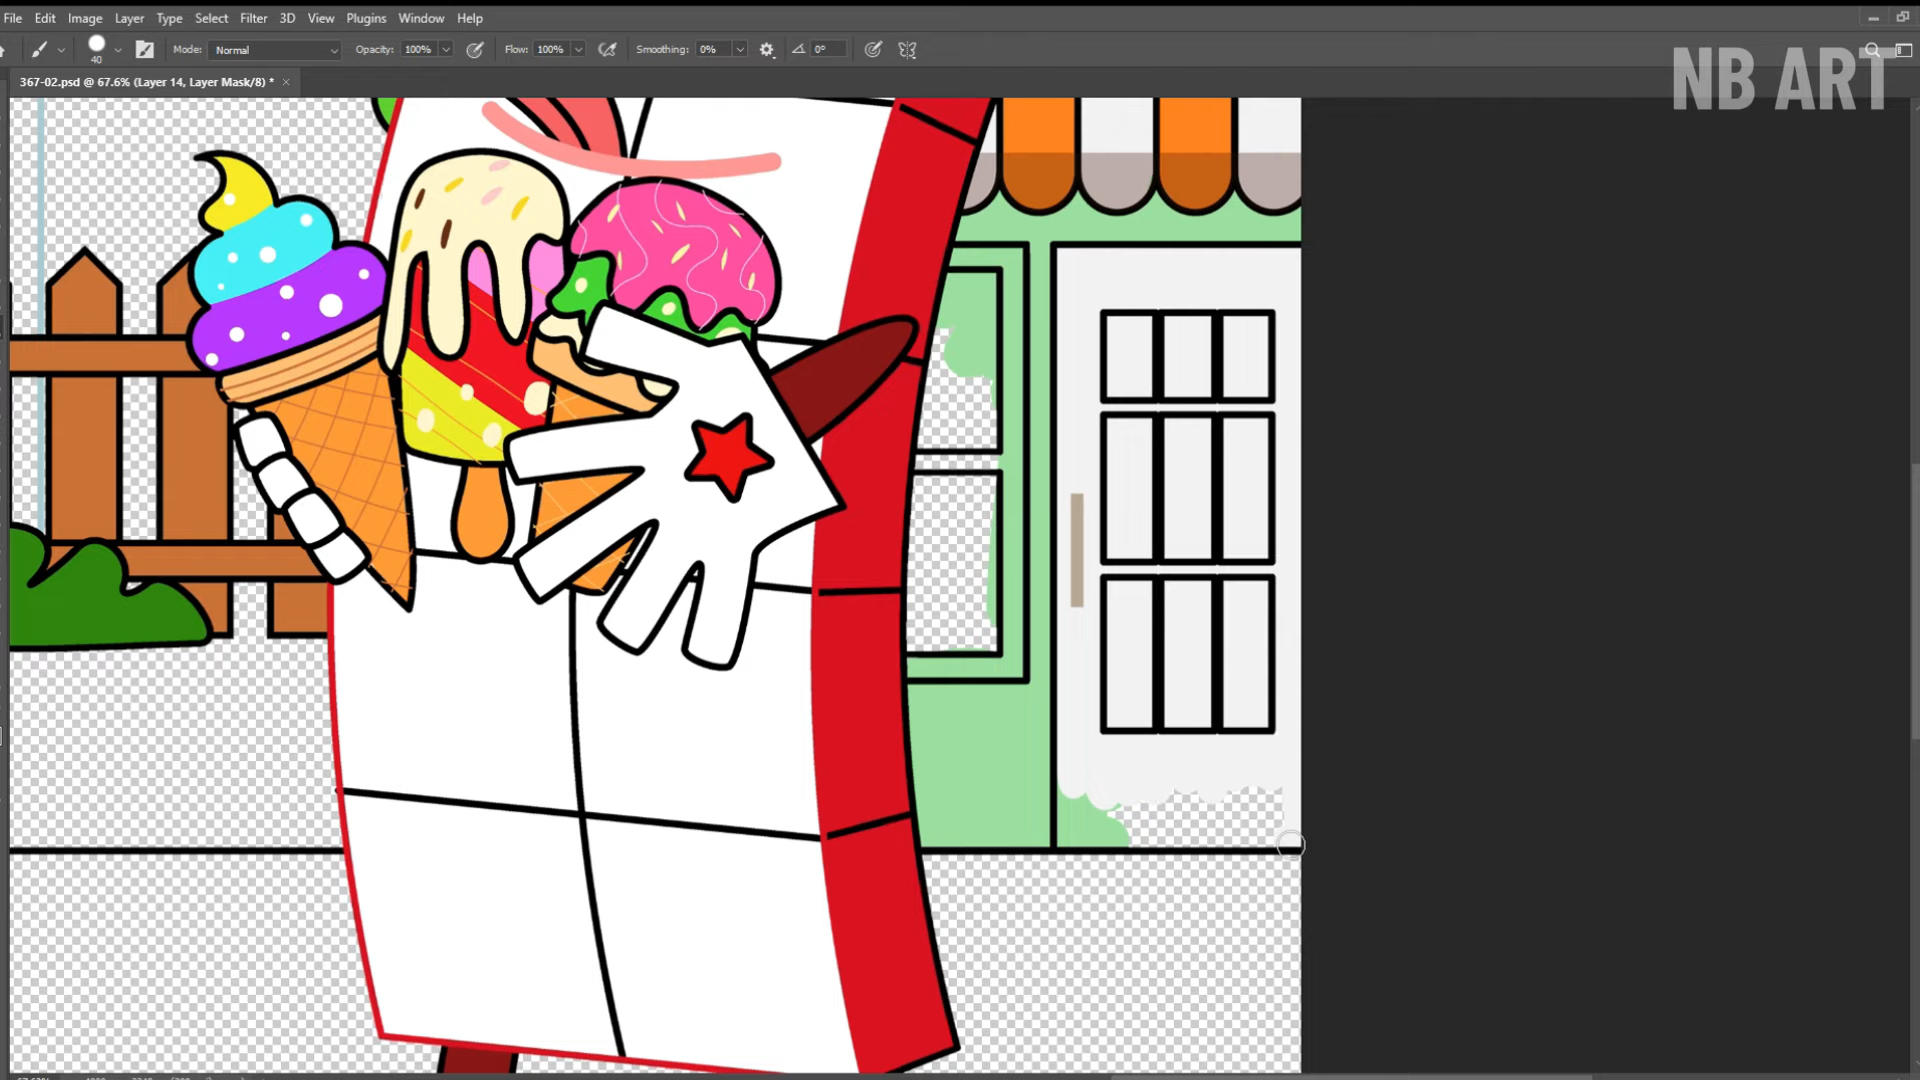 File Edit Image Layer Type Select Filter 3D View Plugins Window Help
40 Mode: Normal Opacity: 100% Flow: 100% Smoothing: 0% 0°
367-02.psd @ 67.6% (Layer 14, Layer Mask/8) * ×
NB ART